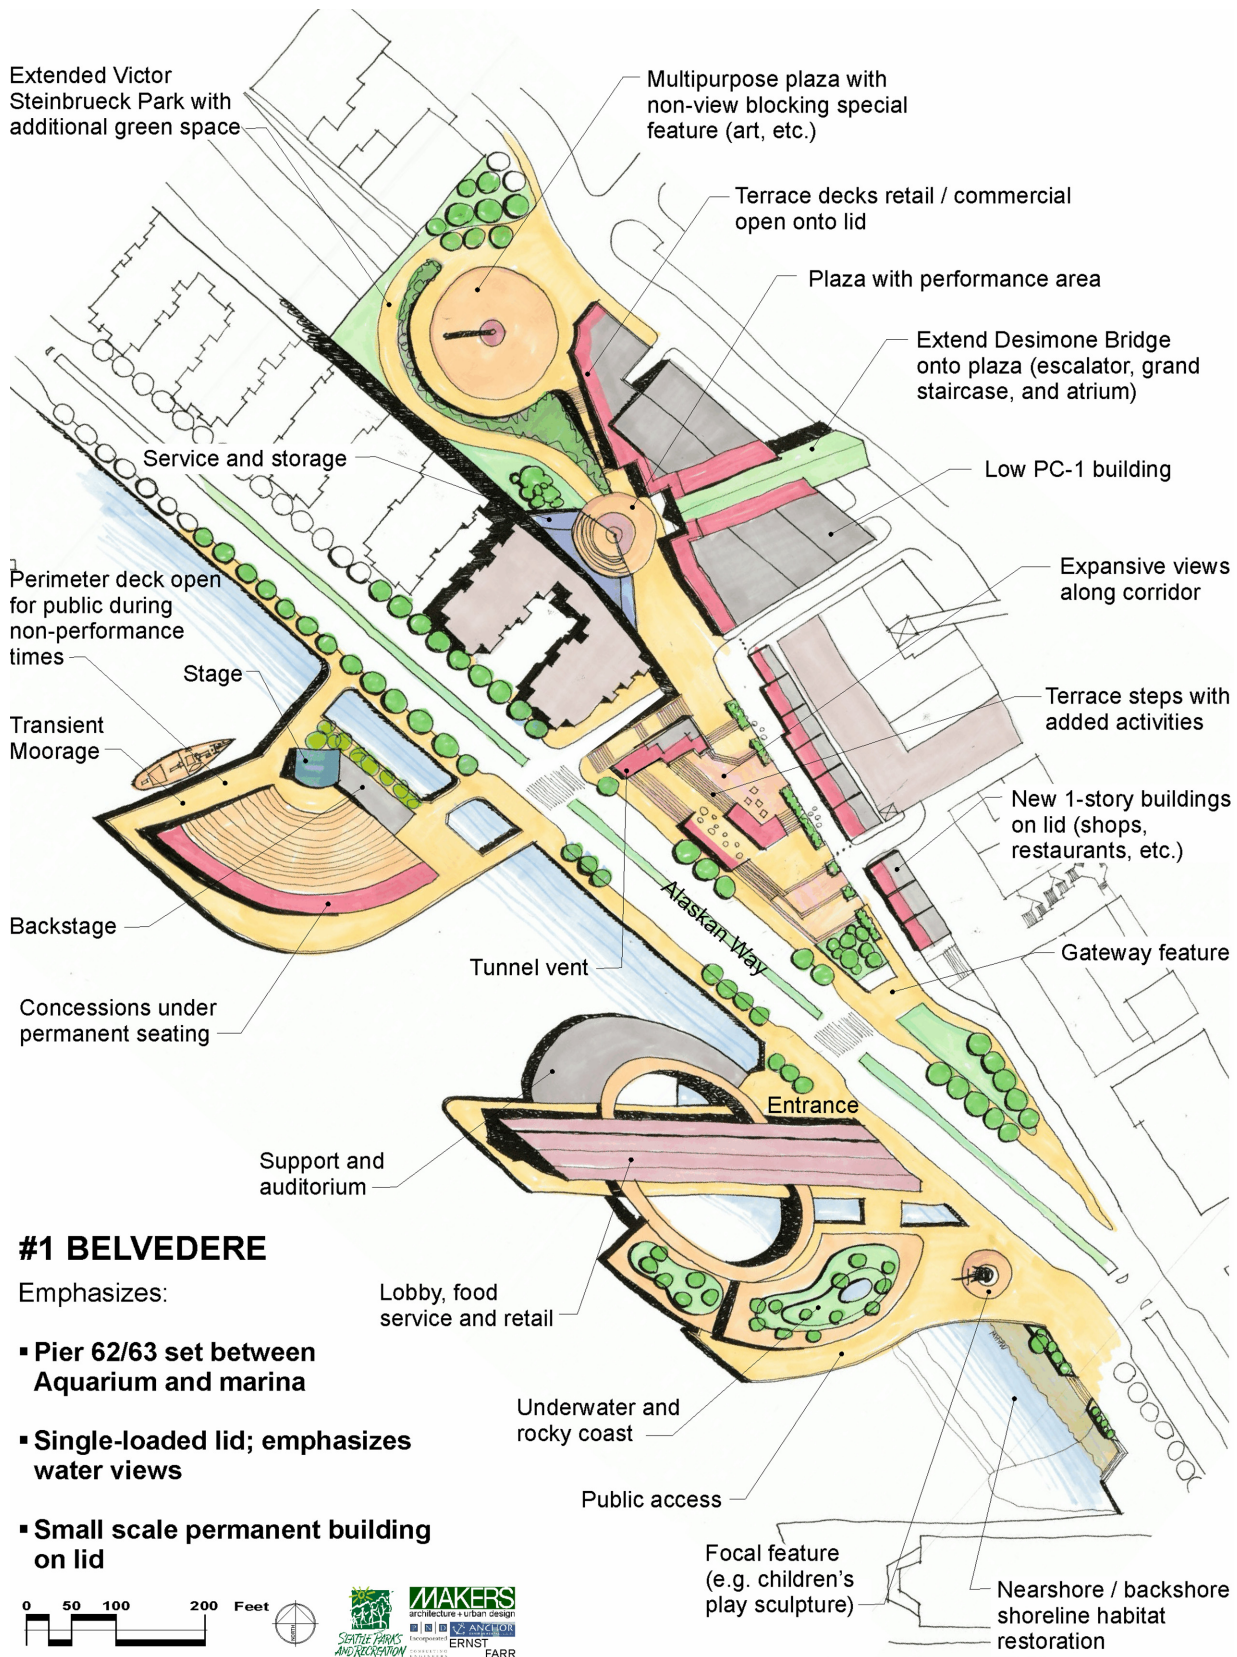 Extended Victor
Steinbrueck Park with
additional green space
Multipurpose plaza with
non-view blocking special
feature (art, etc.)
Terrace decks retail / commercial
open onto lid
Plaza with performance area
Extend Desimone Bridge
onto plaza (escalator, grand
staircase, and atrium)
Service and storage
Low PC-1 building
Perimeter deck open
for public during
non-performance
times
Expansive views
along corridor
Stage
Terrace steps with
added activities
Transient
Moorage
New 1-story buildings
on lid (shops,
restaurants, etc.)
Alaskan Way
Backstage
Tunnel vent
Gateway feature
Concessions under
permanent seating
Entrance
Support and
auditorium
#1 BELVEDERE
Emphasizes:
▪ Pier 62/63 set between
Aquarium and marina
▪ Single-loaded lid; emphasizes
water views
▪ Small scale permanent building
on lid
Lobby, food
service and retail
Underwater and
rocky coast
Public access
Focal feature
(e.g. children's
play sculpture)
Nearshore / backshore
shoreline habitat
restoration
0 50 100 200 Feet
NORTH
SEATTLE PARKS
AND RECREATION
MAKERS
architecture + urban design
PND
Incorporated
ANCHOR
ERNST
FARR